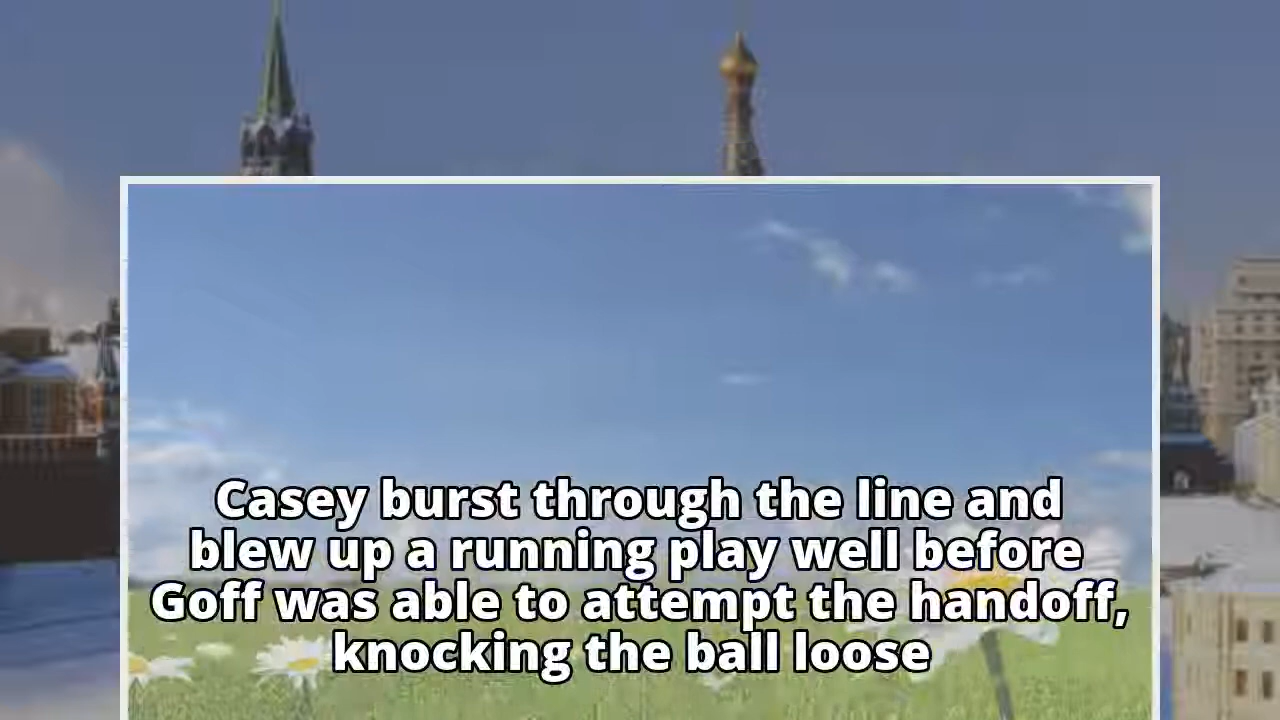 Casey burst through the line and
blew up a running play well before
Goff was able to attempt the handoff,
knocking the ball loose